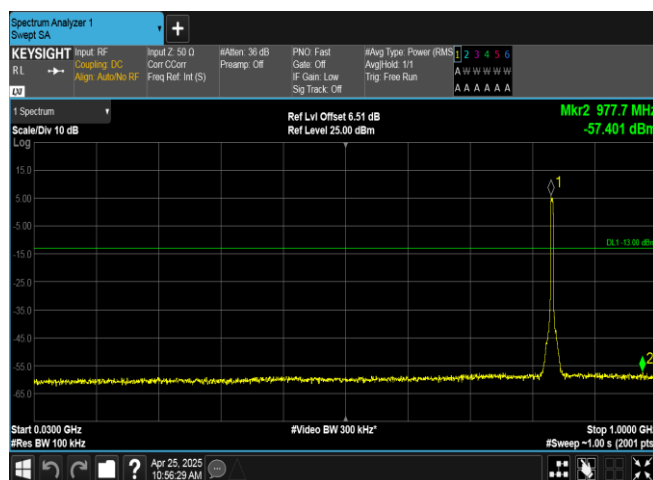 Spectrum Analyzer 1
Swept SA
+
KEYSIGHT Input: RF Input Z: 50 Ω #Atten: 36 dB PNO: Fast #Avg Type: Power (RMS 1 2 3 4 5 6
RL Coupling: DC Corr CCorr Preamp: Off Gate: Off Avg|Hold: 1/1 A W W W W W
Align: Auto/No RF Freq Ref: Int (S) IF Gain: Low Trig: Free Run
LXI Sig Track: Off A A A A A A
1 Spectrum Ref Lvl Offset 6.51 dB Mkr2 977.7 MHz
Scale/Div 10 dB Ref Level 25.00 dBm -57.401 dBm
Log
15.0
1
5.00
-5.00
DL1 -13.00 dBm
-15.0
-25.0
-35.0
-45.0
-55.0
2
-65.0
Start 0.0300 GHz #Video BW 300 kHz* Stop 1.0000 GHz
#Res BW 100 kHz #Sweep ~1.00 s (2001 pts
? Apr 25, 2025
10:56:29 AM